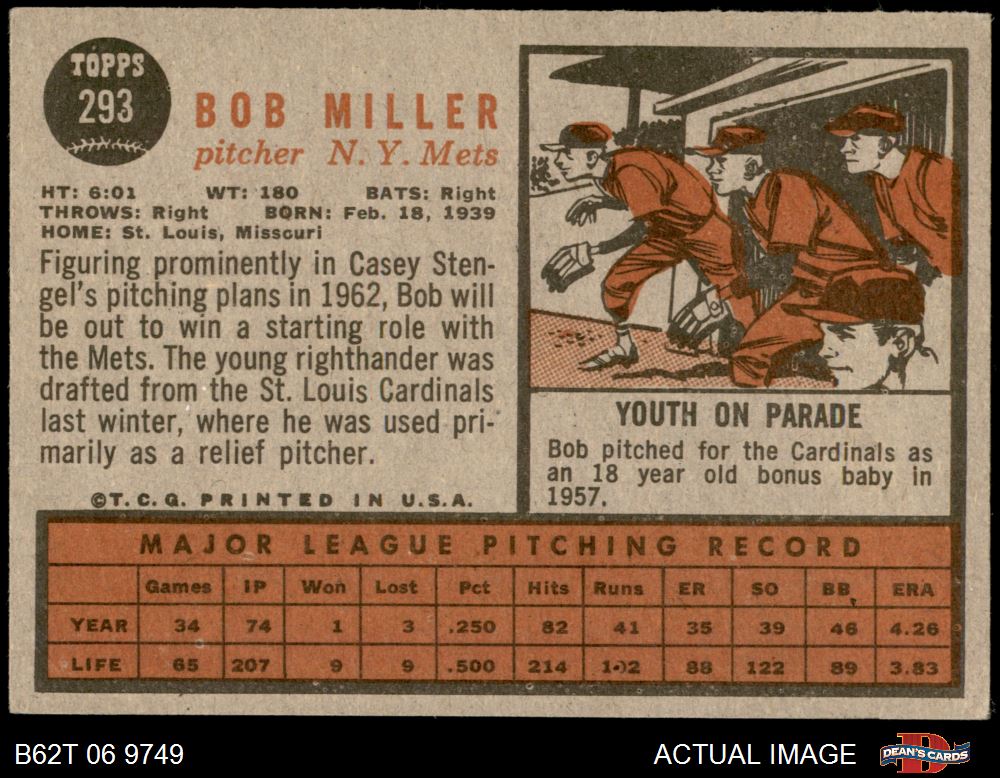 TOPPS
293
BOB MILLER
pitcher N. Y. Mets
HT: 6:01 WT: 180 BATS: Right
THROWS: Right BORN: Feb. 18, 1939
HOME: St. Louis, Missouri
Figuring prominently in Casey Sten-
gel's pitching plans in 1962, Bob will
be out to win a starting role with
the Mets. The young righthander was
drafted from the St. Louis Cardinals
last winter, where he was used pri-
marily as a relief pitcher.
©T.C.G. PRINTED IN U.S.A.
YOUTH ON PARADE
Bob pitched for the Cardinals as
an 18 year old bonus baby in
1957.
MAJOR LEAGUE PITCHING RECORD
Games IP Won Lost Pct Hits Runs ER SO BB ERA
YEAR 34 74 1 3 .250 82 41 35 39 46 4.26
LIFE 65 207 9 9 .500 214 102 88 122 89 3.83
B62T 06 9749
ACTUAL IMAGE
DEAN'S CARDS